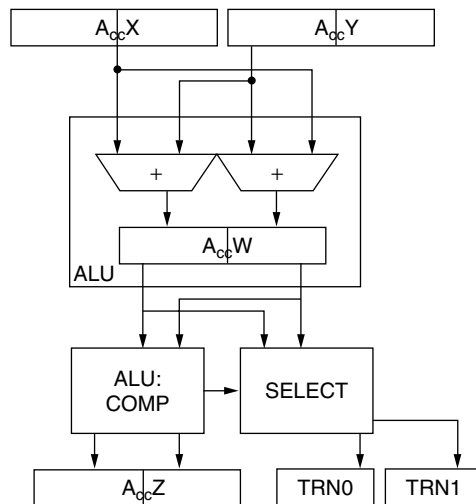 AccX
AccY
+
+
AccW
ALU
ALU:
COMP
SELECT
AccZ
TRN0
TRN1